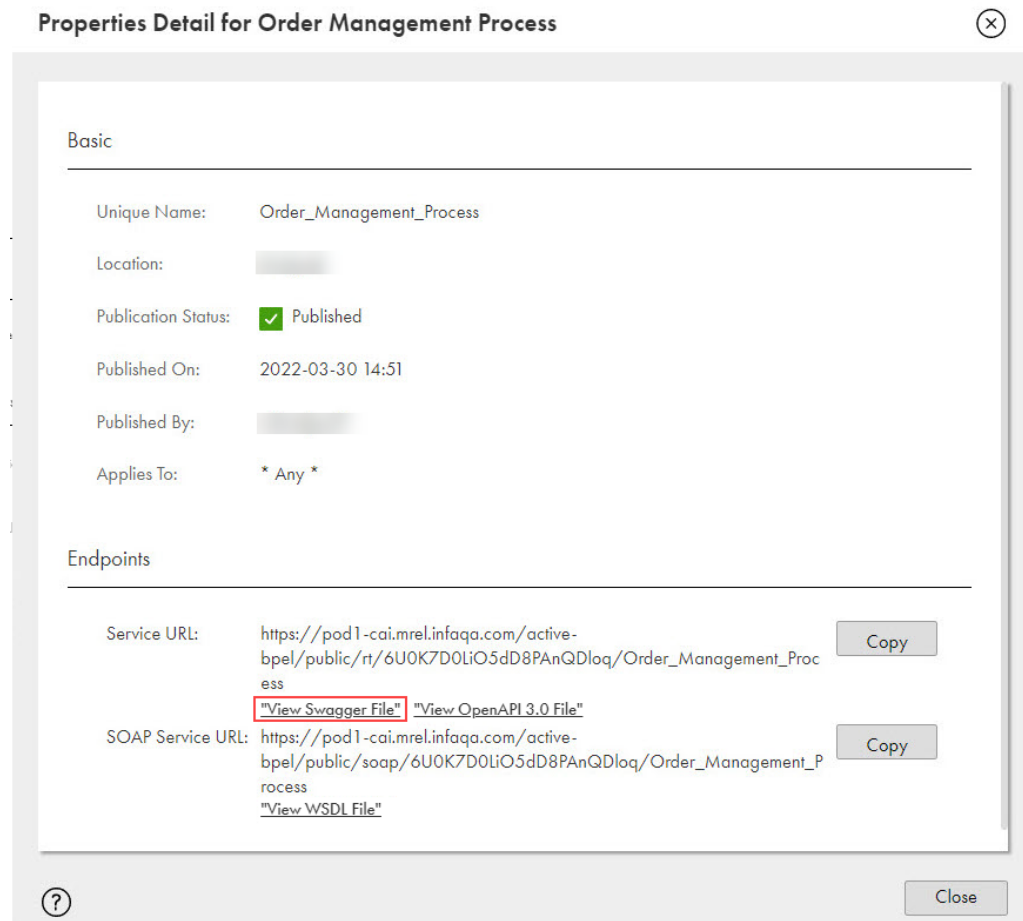 Properties Detail for Order Management Process
Basic
Unique Name: Order_Management_Process
Location:
Publication Status: Published
Published On: 2022-03-30 14:51
Published By:
Applies To: * Any *
Endpoints
Service URL: https://pod1-cai.mrel.infaqa.com/active-
bpel/public/rt/6U0K7D0LiO5dD8PAnQDloq/Order_Management_Proc
ess
Copy
"View Swagger File" "View OpenAPI 3.0 File"
SOAP Service URL: https://pod1-cai.mrel.infaqa.com/active-
bpel/public/soap/6U0K7D0LiO5dD8PAnQDloq/Order_Management_P
rocess
Copy
"View WSDL File"
?
Close